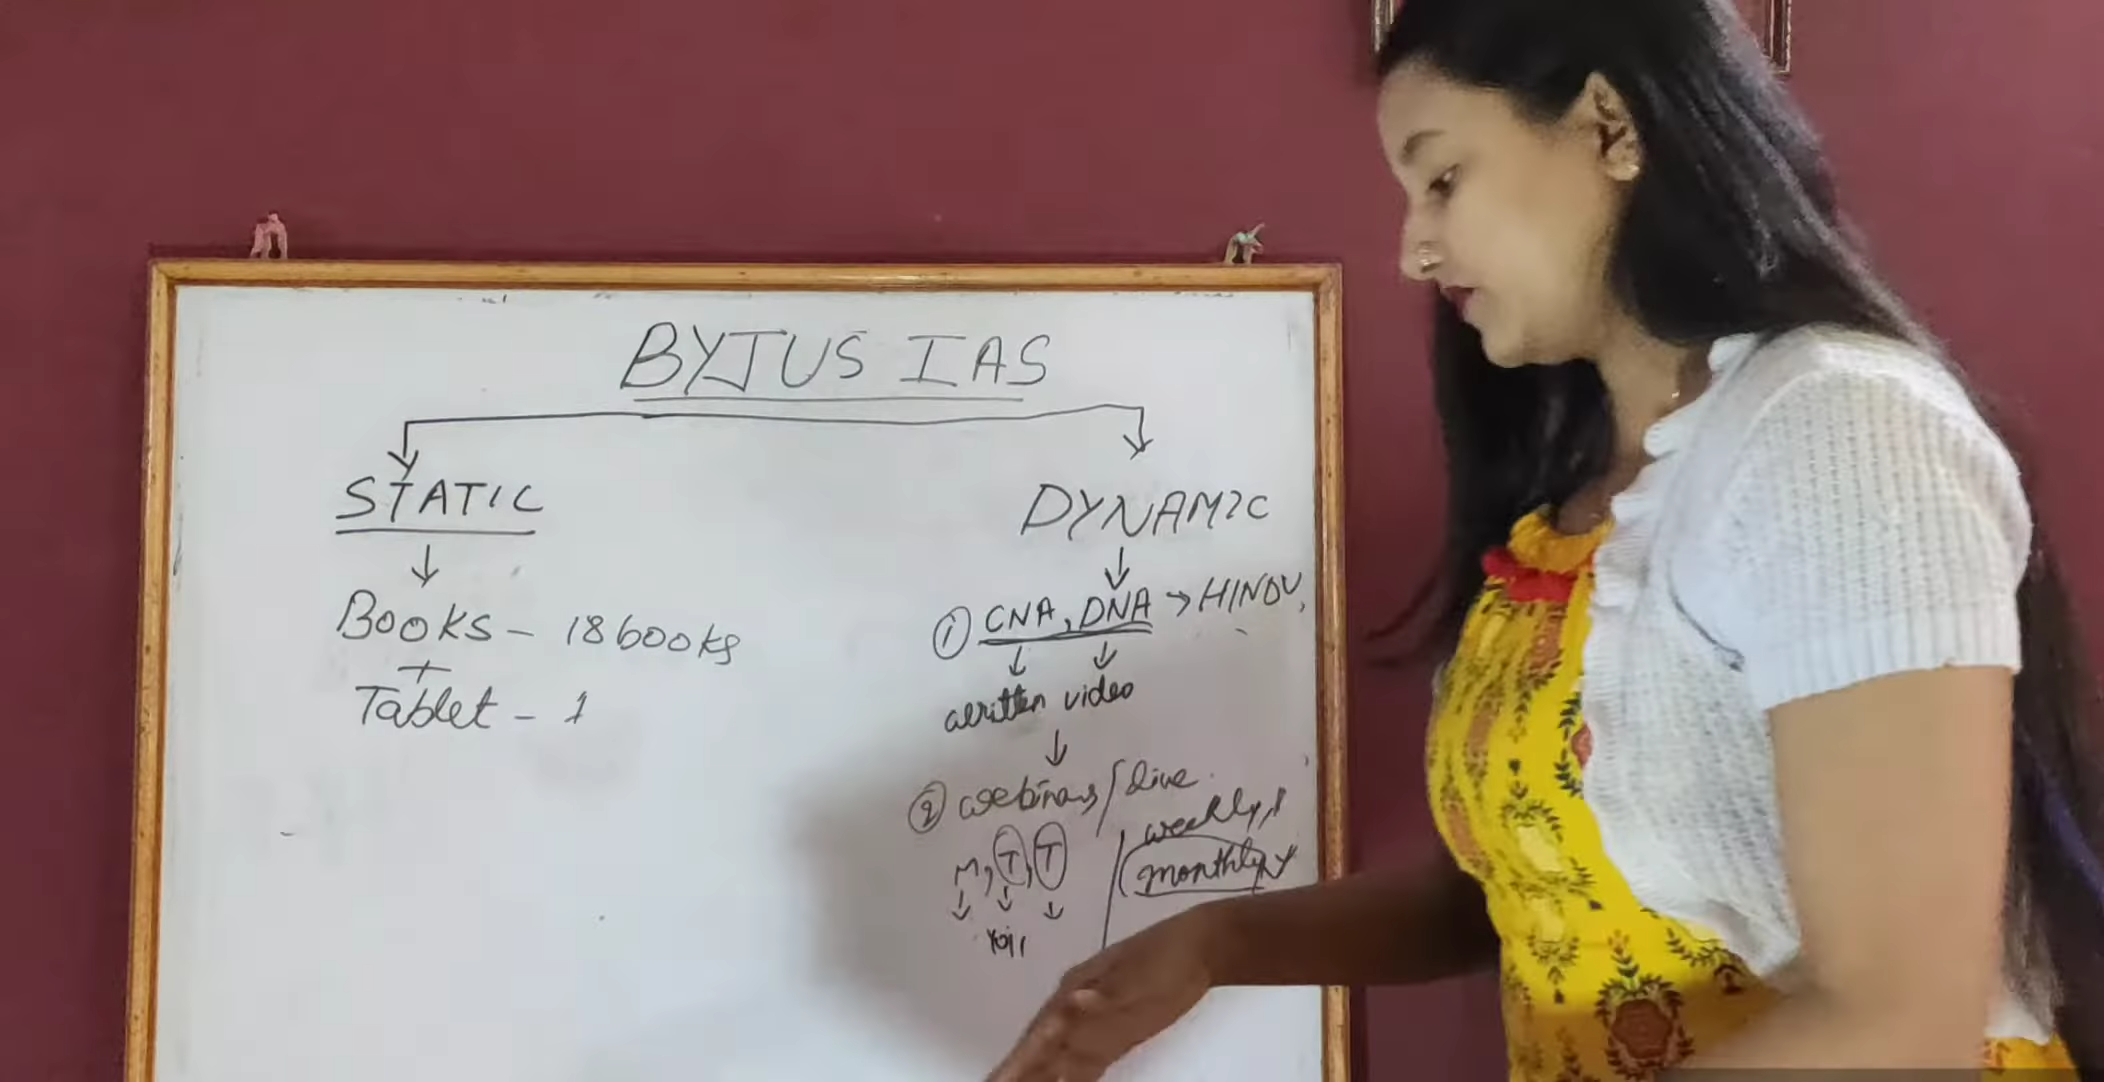 BYJUS IAS
STATIC
Books - 18 books
+
Tablet - 1
DYNAMIC
① CNA, DNA → HINDU,
written video
② webinars / live
M, T, T
weekly,
monthly